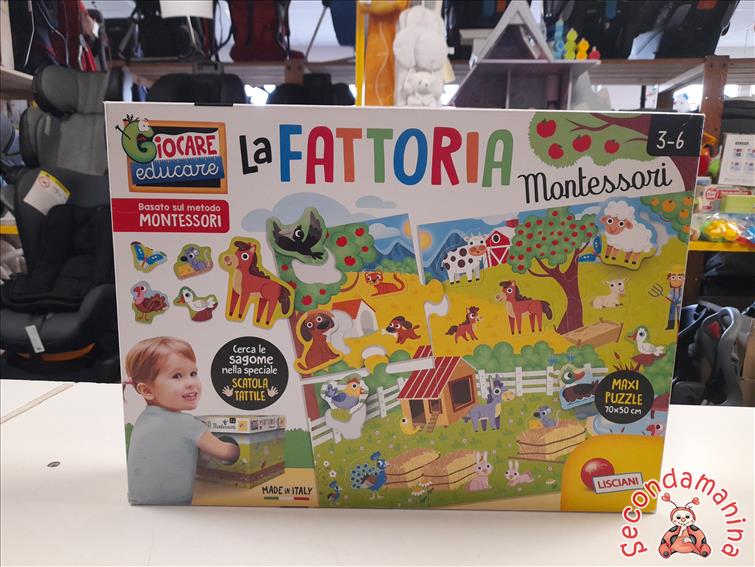 GIOCARE
educare
La FATTORIA
Montessori
3-6
Basato sul metodo
MONTESSORI
Cerca le
sagome
nella speciale
SCATOLA
TATTILE
MAXI
PUZZLE
70x50 cm
MADE IN ITALY
LISCIANI
Secondamanina